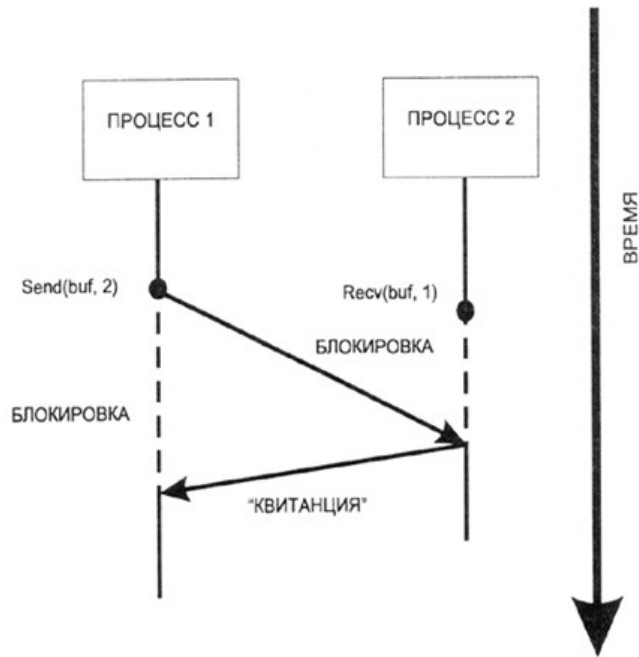 ПРОЦЕСС 1
ПРОЦЕСС 2
ВРЕМЯ
Send(buf, 2)
Recv(buf, 1)
БЛОКИРОВКА
БЛОКИРОВКА
"КВИТАНЦИЯ"